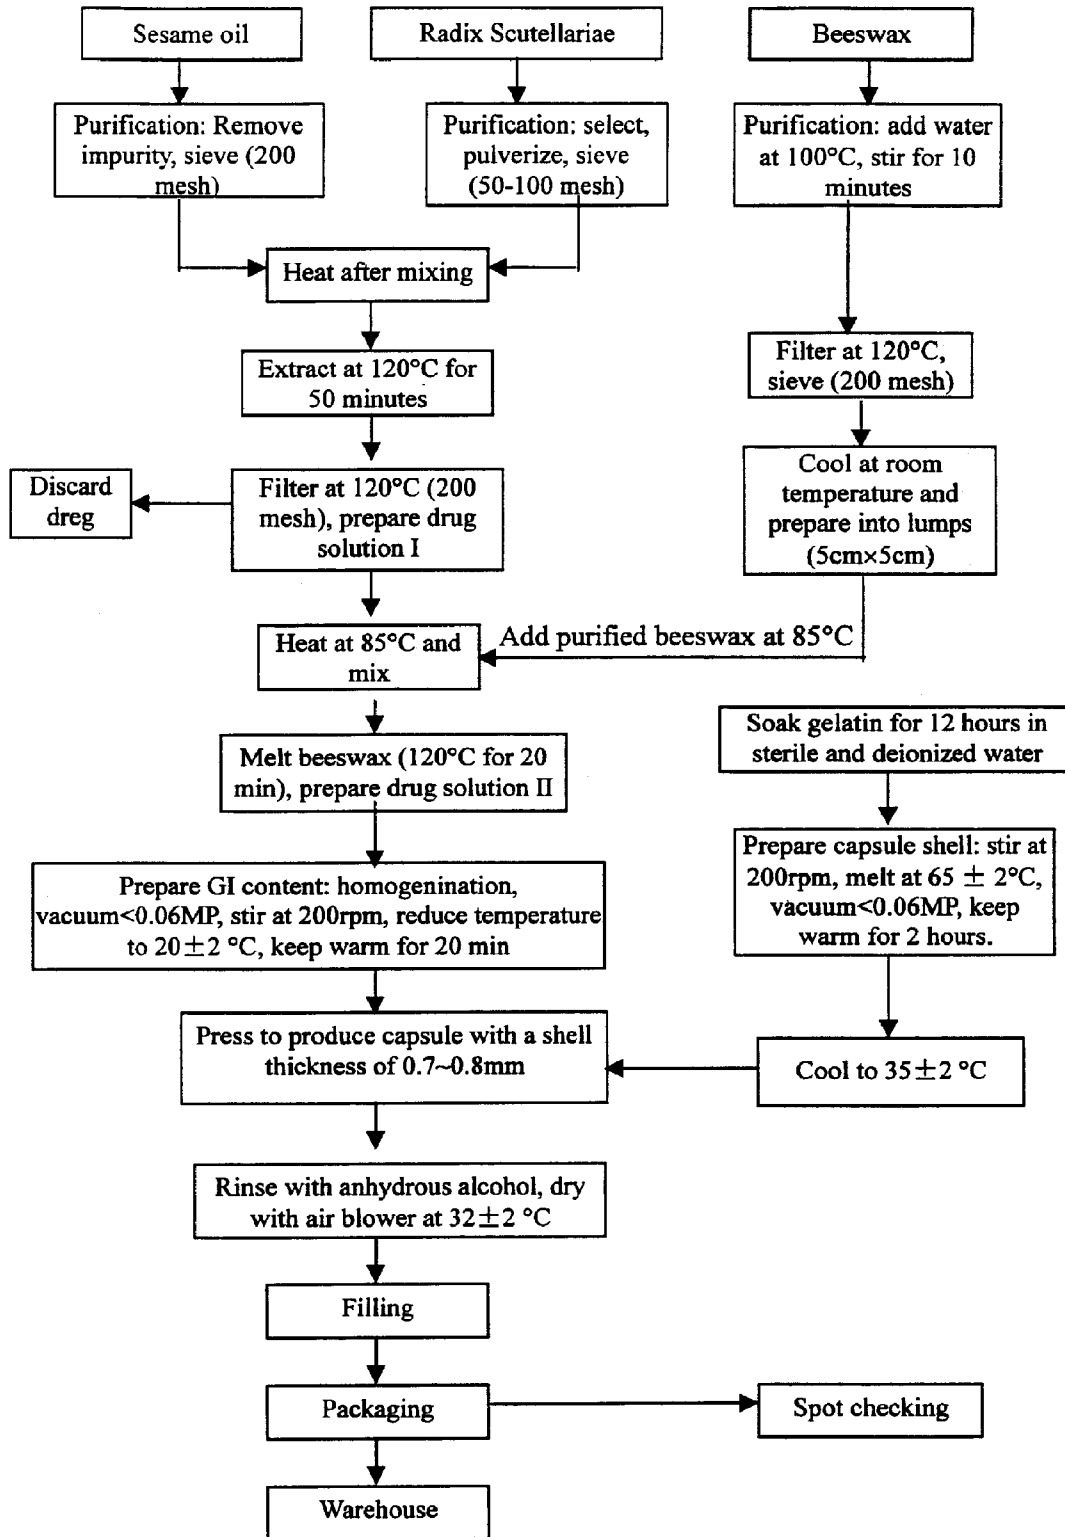 Sesame oil
Radix Scutellariae
Beeswax
Purification: Remove
impurity, sieve (200
mesh)
Purification: select,
pulverize, sieve
(50-100 mesh)
Purification: add water
at 100°C, stir for 10
minutes
Heat after mixing
Extract at 120°C for
50 minutes
Filter at 120°C,
sieve (200 mesh)
Discard
dreg
Filter at 120°C (200
mesh), prepare drug
solution I
Cool at room
temperature and
prepare into lumps
(5cm×5cm)
Heat at 85°C and
mix
Add purified beeswax at 85°C
Melt beeswax (120°C for 20
min), prepare drug solution II
Soak gelatin for 12 hours in
sterile and deionized water
Prepare GI content: homogenination,
vacuum<0.06MP, stir at 200rpm, reduce temperature
to 20±2 °C, keep warm for 20 min
Prepare capsule shell: stir at
200rpm, melt at 65 ± 2°C,
vacuum<0.06MP, keep
warm for 2 hours.
Press to produce capsule with a shell
thickness of 0.7~0.8mm
Cool to 35±2 °C
Rinse with anhydrous alcohol, dry
with air blower at 32±2 °C
Filling
Packaging
Spot checking
Warehouse